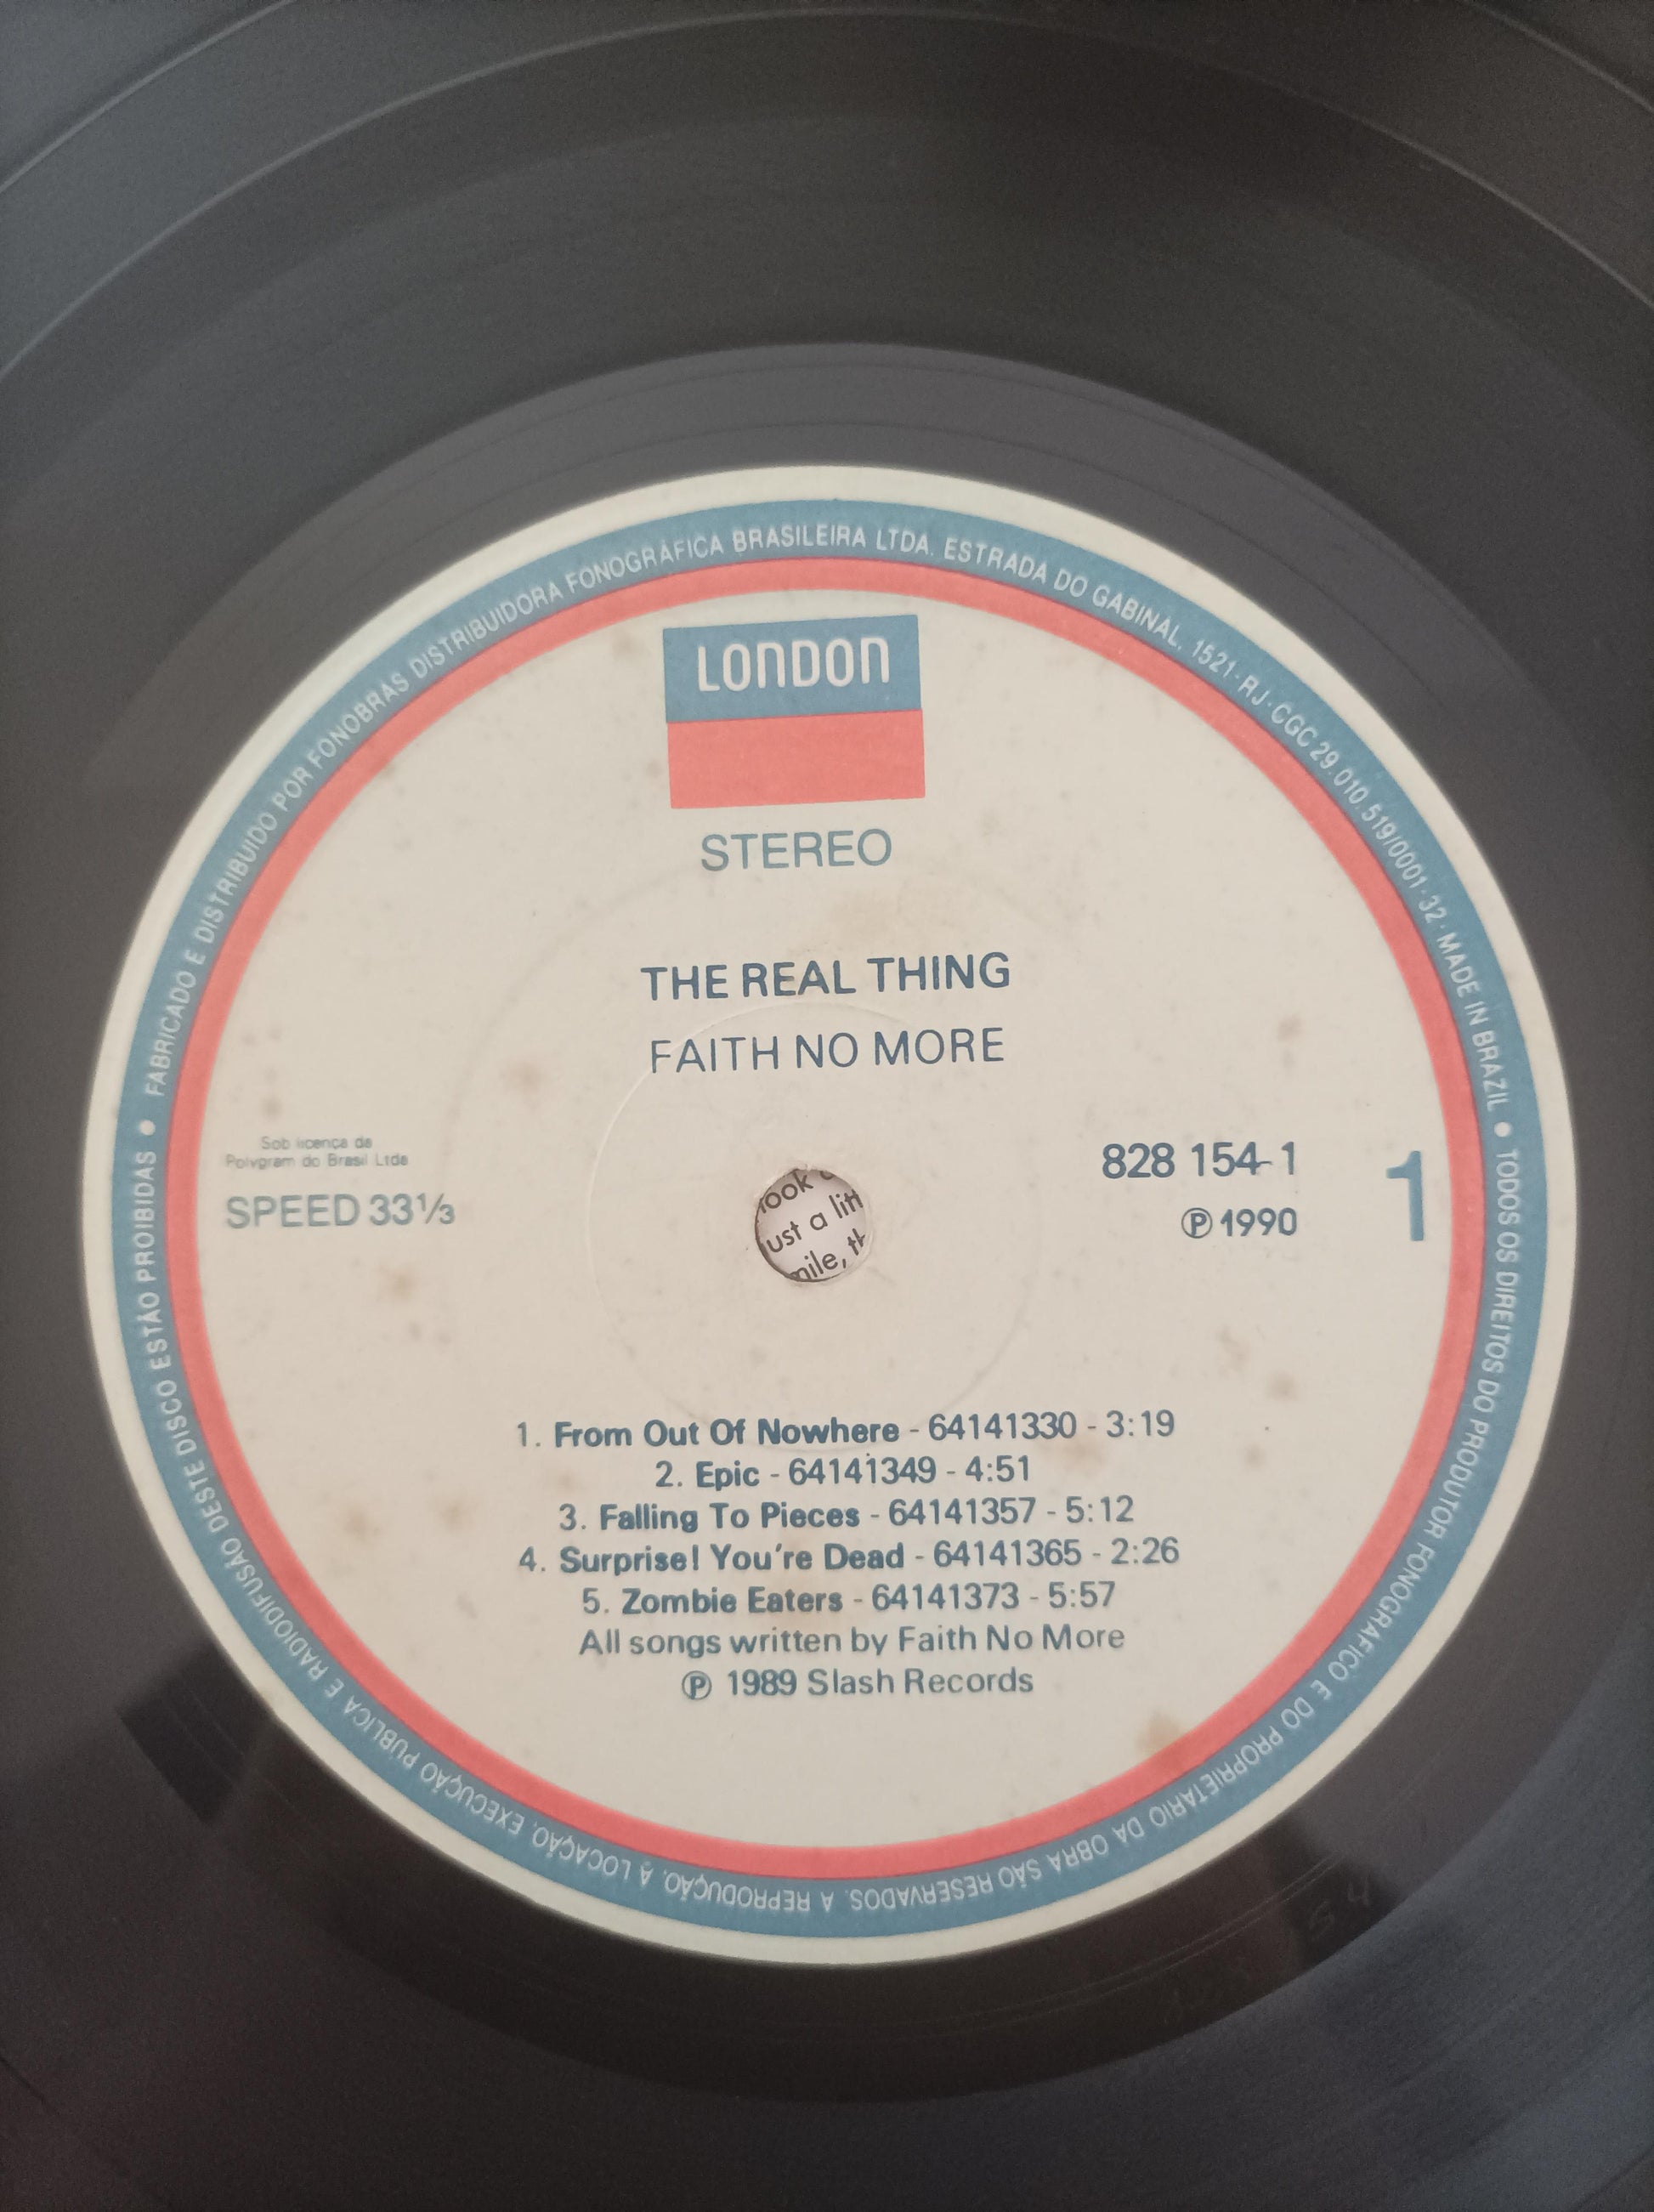 FABRICADO E DISTRIBUIDO POR FONOBRAS DISTRIBUIDORA FONOGRÁFICA BRASILEIRA LTDA. ESTRADA DO GABINAL, 1521 - RJ - CGC 29.010.519/0001-32 - MADE IN BRAZIL • TODOS OS DIREITOS DO PRODUTOR FONOGRÁFICO E DO PROPRIETÁRIO DA OBRA SÃO RESERVADOS. A REPRODUÇÃO, A LOCAÇÃO, EXECUÇÃO PÚBLICA E RADIODIFUSÃO DESTE DISCO ESTÃO PROIBIDAS •
LONDON
STEREO
THE REAL THING
FAITH NO MORE
Sob licença da
Polygram do Brasil Ltda
SPEED 33⅓
828 154-1
℗ 1990
1
ust a
1. From Out Of Nowhere - 64141330 - 3:19
2. Epic - 64141349 - 4:51
3. Falling To Pieces - 64141357 - 5:12
4. Surprise! You're Dead - 64141365 - 2:26
5. Zombie Eaters - 64141373 - 5:57
All songs written by Faith No More
℗ 1989 Slash Records